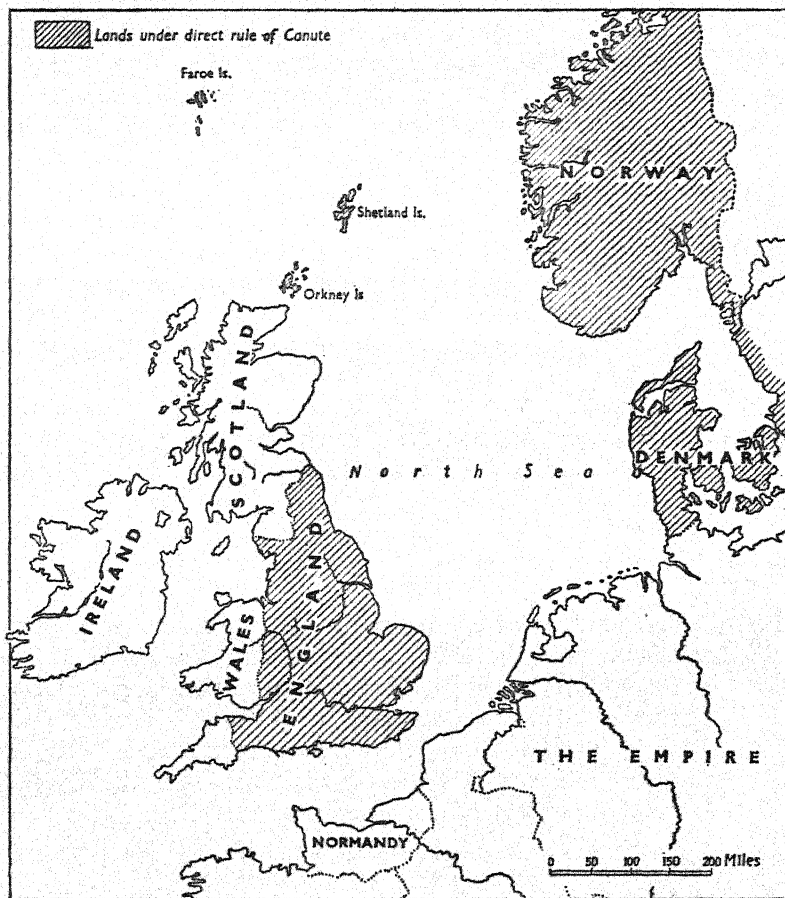 Lands under direct rule of Canute
Faroe Is.
NORWAY
Shetland Is.
Orkney Is
SCOTLAND
North Sea
DENMARK
IRELAND
WALES
ENGLAND
THE EMPIRE
NORMANDY
0 50 100 150 200 Miles